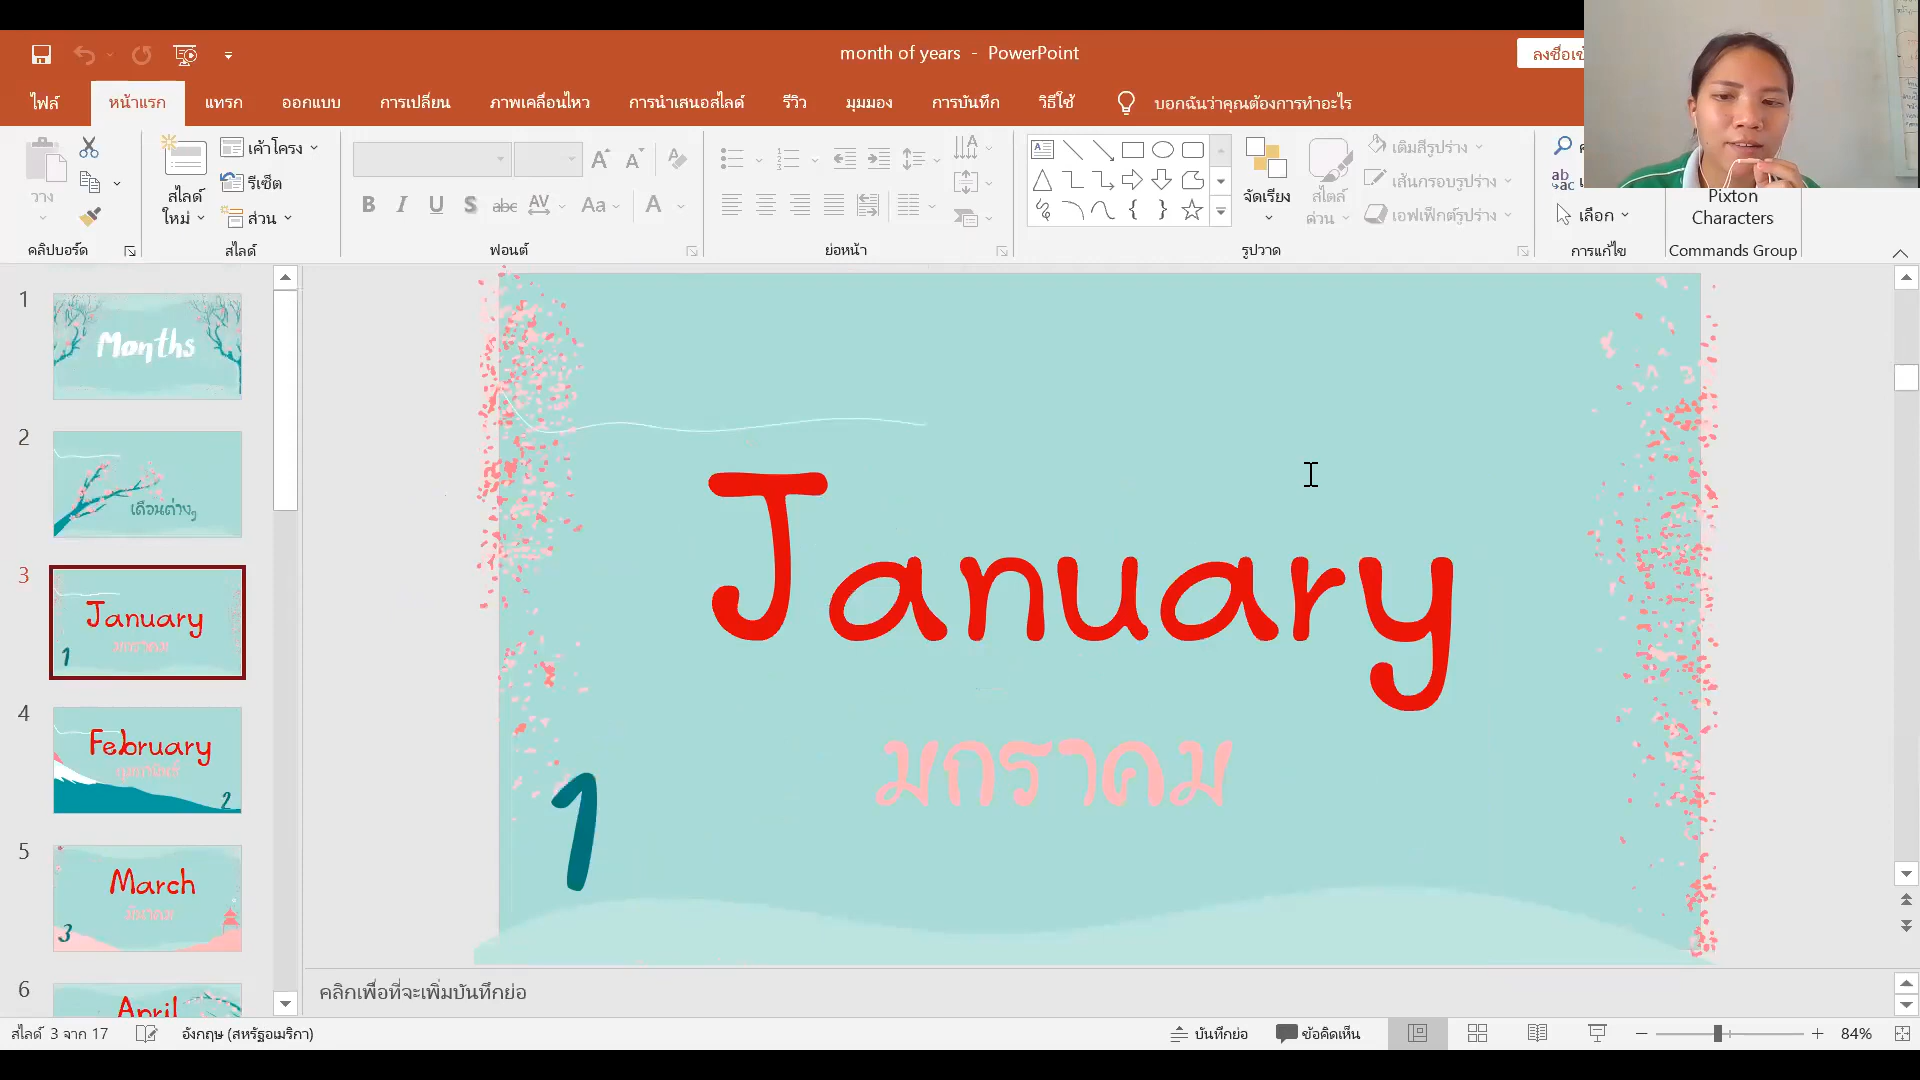 month of years - PowerPoint
ลงชื่อเข้
ไฟล์ หน้าแรก แทรก ออกแบบ การเปลี่ยน ภาพเคลื่อนไหว การนำเสนอสไลด์ รีวิว มุมมอง การบันทึก วิธีใช้ บอกฉันว่าคุณต้องการทำอะไร
วาง
สไลด์
ใหม่
เค้าโครง
รีเซ็ต
ส่วน
B I U S abc AV Aa A
จัดเรียง
สไตล์
ด่วน
เติมสีรูปร่าง
เส้นกรอบรูปร่าง
เอฟเฟ็กต์รูปร่าง
เลือก
Pixton
Characters
คลิปบอร์ด สไลด์ ฟอนต์ ย่อหน้า รูปวาด การแก้ไข Commands Group
1
Months
2
เดือนต่างๆ
3
January
มกราคม
1
4
February
กุมภาพันธ์
2
5
March
มีนาคม
3
6
April
January
มกราคม
1
คลิกเพื่อที่จะเพิ่มบันทึกย่อ
สไลด์ 3 จาก 17 อังกฤษ (สหรัฐอเมริกา) บันทึกย่อ ข้อคิดเห็น 84%